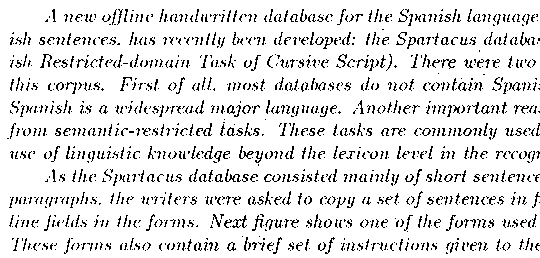 A new offline handwritten database for the Spanish language
ish sentences, has recently been developed: the Spartacus databas
ish Restricted-domain Task of Cursive Script). There were two
this corpus. First of all, most databases do not contain Spani
Spanish is a widespread major language. Another important rea
from semantic-restricted tasks. These tasks are commonly used
use of linguistic knowledge beyond the lexicon level in the recogn
As the Spartacus database consisted mainly of short sentence
paragraphs, the writers were asked to copy a set of sentences in f
line fields in the forms. Next figure shows one of the forms used
These forms also contain a brief set of instructions given to the